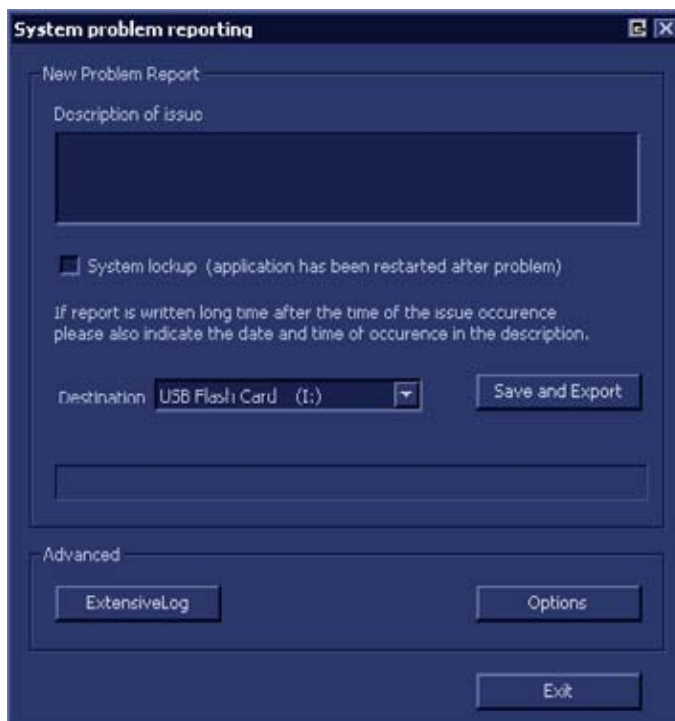 System problem reporting
New Problem Report
Description of issue
System lockup (application has been restarted after problem)
If report is written long time after the time of the issue occurence
please also indicate the date and time of occurence in the description.
Destination USB Flash Card (I:) Save and Export
Advanced
ExtensiveLog Options
Exit